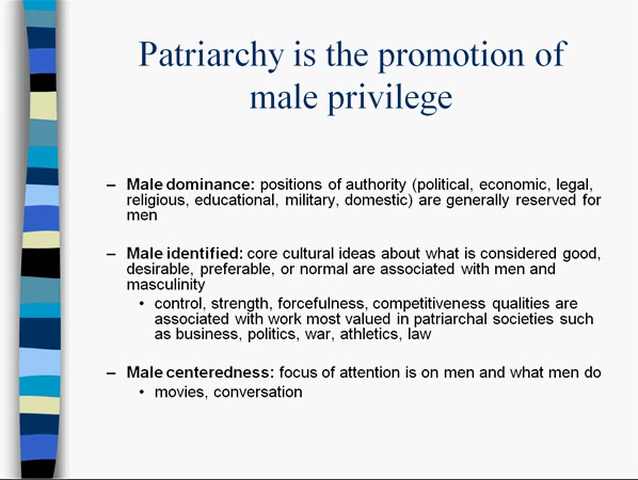 Patriarchy is the promotion of
male privilege
– Male dominance: positions of authority (political, economic, legal,
religious, educational, military, domestic) are generally reserved for
men
– Male identified: core cultural ideas about what is considered good,
desirable, preferable, or normal are associated with men and
masculinity
• control, strength, forcefulness, competitiveness qualities are
associated with work most valued in patriarchal societies such
as business, politics, war, athletics, law
– Male centeredness: focus of attention is on men and what men do
• movies, conversation